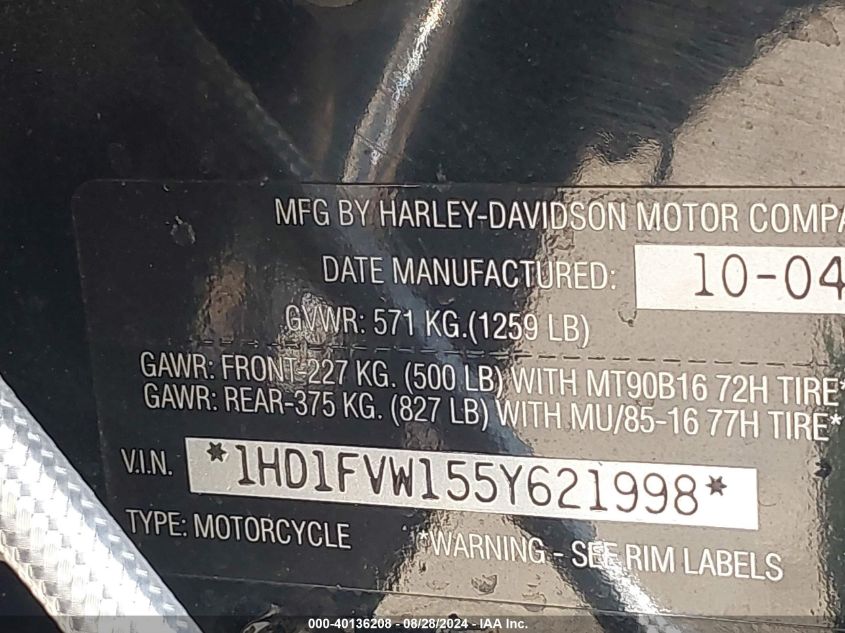 MFG BY HARLEY-DAVIDSON MOTOR COMPA
DATE MANUFACTURED: 10-04
GVWR: 571 KG.(1259 LB)
GAWR: FRONT-227 KG. (500 LB) WITH MT90B16 72H TIRE*
GAWR: REAR-375 KG. (827 LB) WITH MU/85-16 77H TIRE*
V.I.N. *1HD1FVW155Y621998*
TYPE: MOTORCYCLE *WARNING - SEE RIM LABELS
000-40136208 - 08/28/2024 - IAA Inc.